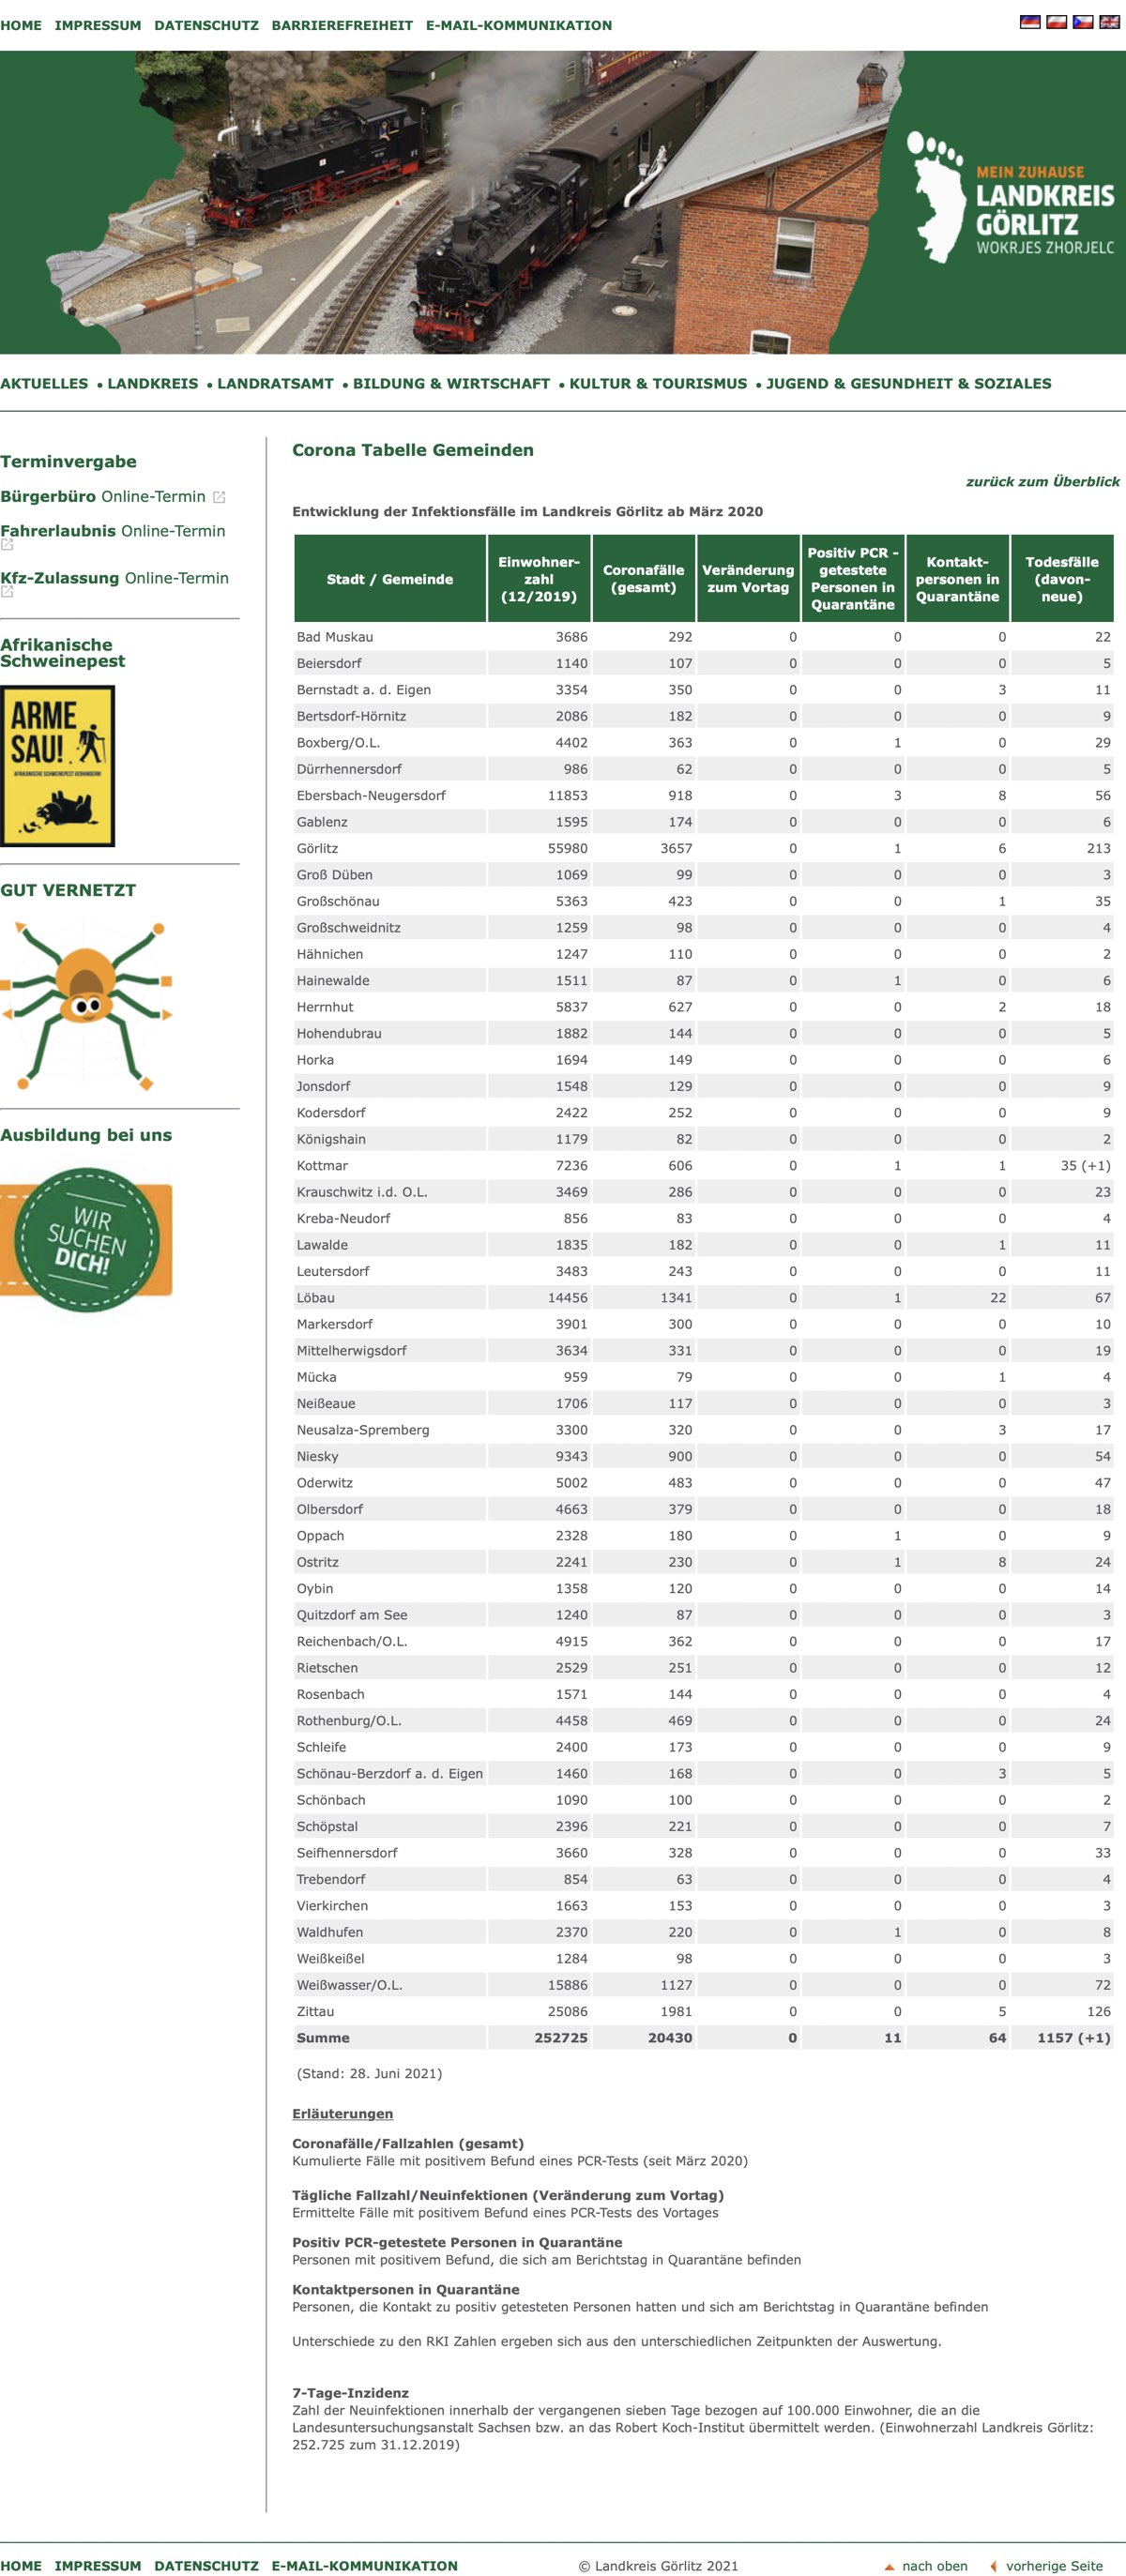 HOME IMPRESSUM DATENSCHUTZ BARRIEREFREIHEIT E-MAIL-KOMMUNIKATION
MEIN ZUHAUSE
LANDKREIS
GÖRLITZ
WOKRJES ZHORJELC
AKTUELLES • LANDKREIS • LANDRATSAMT • BILDUNG & WIRTSCHAFT • KULTUR & TOURISMUS • JUGEND & GESUNDHEIT & SOZIALES
Terminvergabe
Bürgerbüro Online-Termin
Fahrerlaubnis Online-Termin
Kfz-Zulassung Online-Termin
Afrikanische
Schweinepest
ARME
SAU!
AFRIKANISCHE SCHWEINEPEST VERHINDERN!
GUT VERNETZT
Ausbildung bei uns
WIR
SUCHEN
DICH!
Corona Tabelle Gemeinden
zurück zum Überblick
Entwicklung der Infektionsfälle im Landkreis Görlitz ab März 2020
Stadt / Gemeinde Einwohner-zahl (12/2019) Coronafälle (gesamt) Veränderung zum Vortag Positiv PCR - getestete Personen in Quarantäne Kontakt-personen in Quarantäne Todesfälle (davon-neue)
Bad Muskau 3686 292 0 0 0 22
Beiersdorf 1140 107 0 0 0 5
Bernstadt a. d. Eigen 3354 350 0 0 3 11
Bertsdorf-Hörnitz 2086 182 0 0 0 9
Boxberg/O.L. 4402 363 0 1 0 29
Dürrhennersdorf 986 62 0 0 0 5
Ebersbach-Neugersdorf 11853 918 0 3 8 56
Gablenz 1595 174 0 0 0 6
Görlitz 55980 3657 0 1 6 213
Groß Düben 1069 99 0 0 0 3
Großschönau 5363 423 0 0 1 35
Großschweidnitz 1259 98 0 0 0 4
Hähnichen 1247 110 0 0 0 2
Hainewalde 1511 87 0 1 0 6
Herrnhut 5837 627 0 0 2 18
Hohendubrau 1882 144 0 0 0 5
Horka 1694 149 0 0 0 6
Jonsdorf 1548 129 0 0 0 9
Kodersdorf 2422 252 0 0 0 9
Königshain 1179 82 0 0 0 2
Kottmar 7236 606 0 1 1 35 (+1)
Krauschwitz i.d. O.L. 3469 286 0 0 0 23
Kreba-Neudorf 856 83 0 0 0 4
Lawalde 1835 182 0 0 1 11
Leutersdorf 3483 243 0 0 0 11
Löbau 14456 1341 0 1 22 67
Markersdorf 3901 300 0 0 0 10
Mittelherwigsdorf 3634 331 0 0 0 19
Mücka 959 79 0 0 1 4
Neißeaue 1706 117 0 0 0 3
Neusalza-Spremberg 3300 320 0 0 3 17
Niesky 9343 900 0 0 0 54
Oderwitz 5002 483 0 0 0 47
Olbersdorf 4663 379 0 0 0 18
Oppach 2328 180 0 1 0 9
Ostritz 2241 230 0 1 8 24
Oybin 1358 120 0 0 0 14
Quitzdorf am See 1240 87 0 0 0 3
Reichenbach/O.L. 4915 362 0 0 0 17
Rietschen 2529 251 0 0 0 12
Rosenbach 1571 144 0 0 0 4
Rothenburg/O.L. 4458 469 0 0 0 24
Schleife 2400 173 0 0 0 9
Schönau-Berzdorf a. d. Eigen 1460 168 0 0 3 5
Schönbach 1090 100 0 0 0 2
Schöpstal 2396 221 0 0 0 7
Seifhennersdorf 3660 328 0 0 0 33
Trebendorf 854 63 0 0 0 4
Vierkirchen 1663 153 0 0 0 3
Waldhufen 2370 220 0 1 0 8
Weißkeißel 1284 98 0 0 0 3
Weißwasser/O.L. 15886 1127 0 0 0 72
Zittau 25086 1981 0 0 5 126
Summe 252725 20430 0 11 64 1157 (+1)
(Stand: 28. Juni 2021)
Erläuterungen
Coronafälle/Fallzahlen (gesamt)
Kumulierte Fälle mit positivem Befund eines PCR-Tests (seit März 2020)
Tägliche Fallzahl/Neuinfektionen (Veränderung zum Vortag)
Ermittelte Fälle mit positivem Befund eines PCR-Tests des Vortages
Positiv PCR-getestete Personen in Quarantäne
Personen mit positivem Befund, die sich am Berichtstag in Quarantäne befinden
Kontaktpersonen in Quarantäne
Personen, die Kontakt zu positiv getesteten Personen hatten und sich am Berichtstag in Quarantäne befinden
Unterschiede zu den RKI Zahlen ergeben sich aus den unterschiedlichen Zeitpunkten der Auswertung.
7-Tage-Inzidenz
Zahl der Neuinfektionen innerhalb der vergangenen sieben Tage bezogen auf 100.000 Einwohner, die an die
Landesuntersuchungsanstalt Sachsen bzw. an das Robert Koch-Institut übermittelt werden. (Einwohnerzahl Landkreis Görlitz:
252.725 zum 31.12.2019)
HOME IMPRESSUM DATENSCHUTZ E-MAIL-KOMMUNIKATION © Landkreis Görlitz 2021 nach oben vorherige Seite